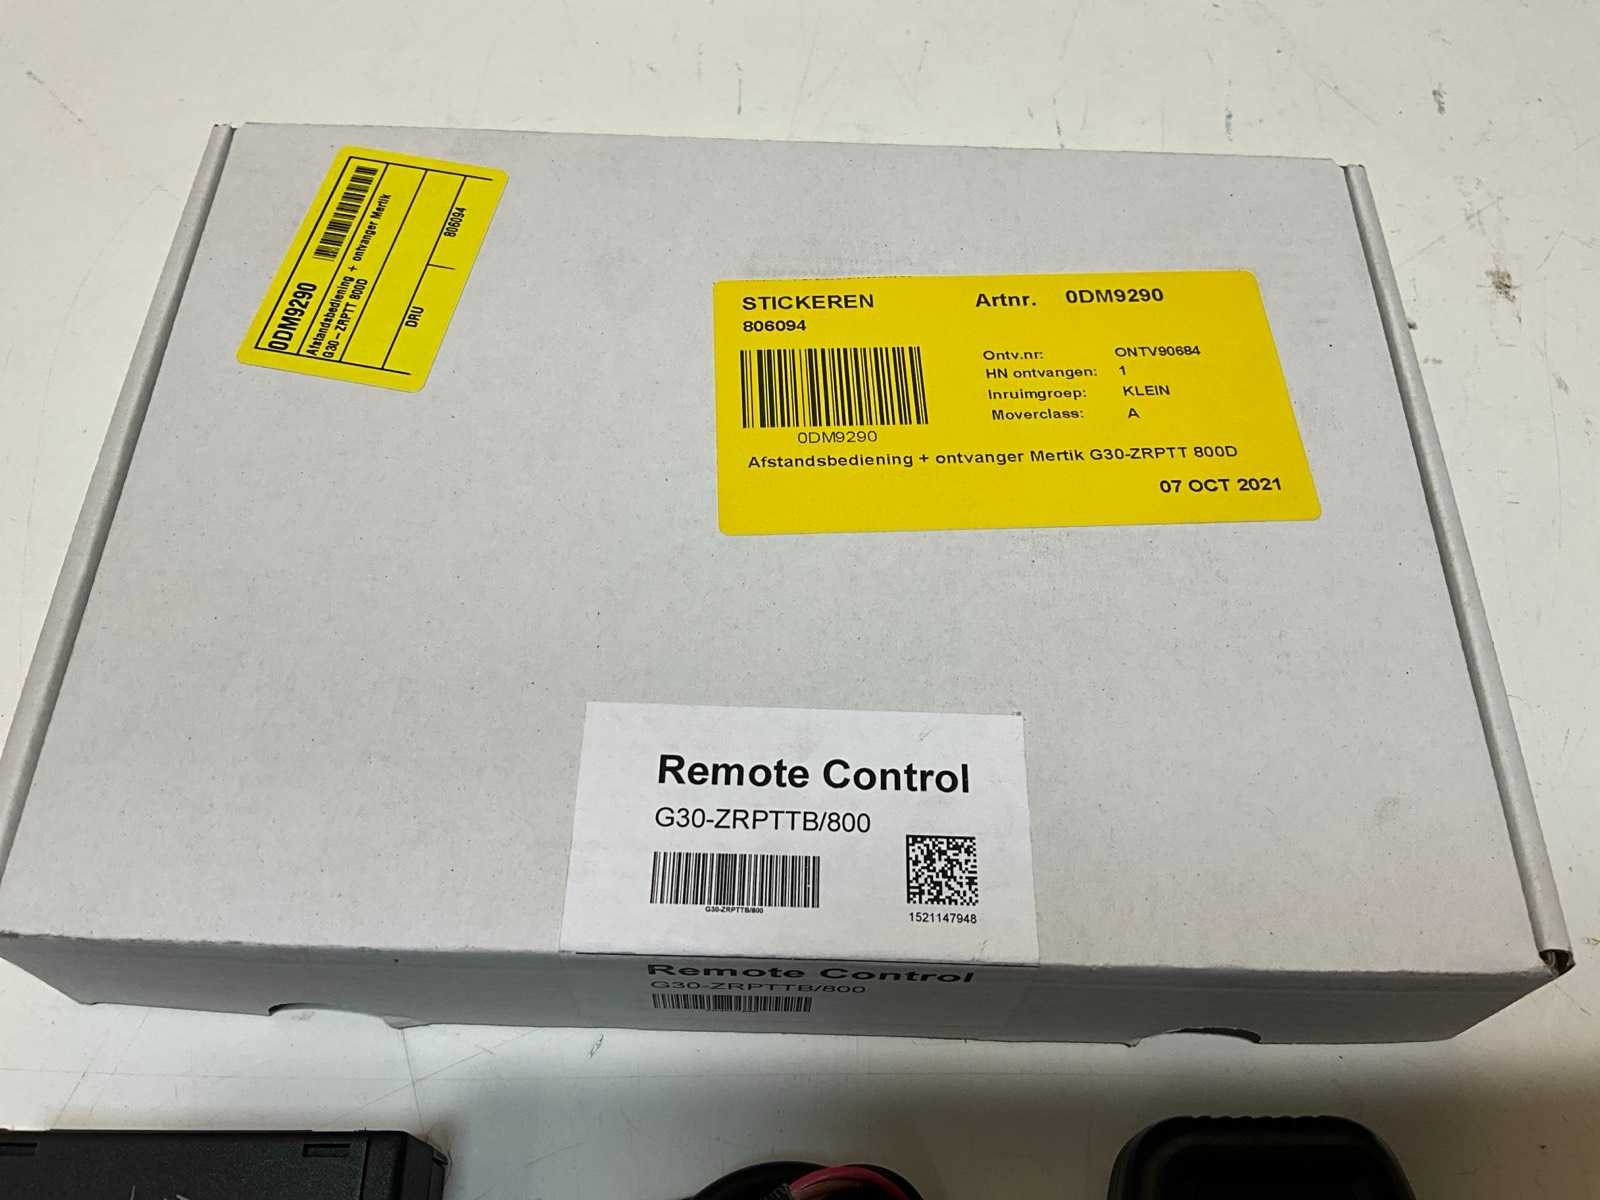 0DM9290
Afstandsbediening + ontvanger Mertik
G30-ZRPTT 800D
DRU
806094
STICKEREN
Artnr. 0DM9290
806094
Ontv.nr: ONTV90684
HN ontvangen: 1
Inruimgroep: KLEIN
Moverclass: A
0DM9290
Afstandsbediening + ontvanger Mertik G30-ZRPTT 800D
07 OCT 2021
Remote Control
G30-ZRPTTB/800
G30-ZRPTTB/800
1521147948
Remote Control
G30-ZRPTTB/800